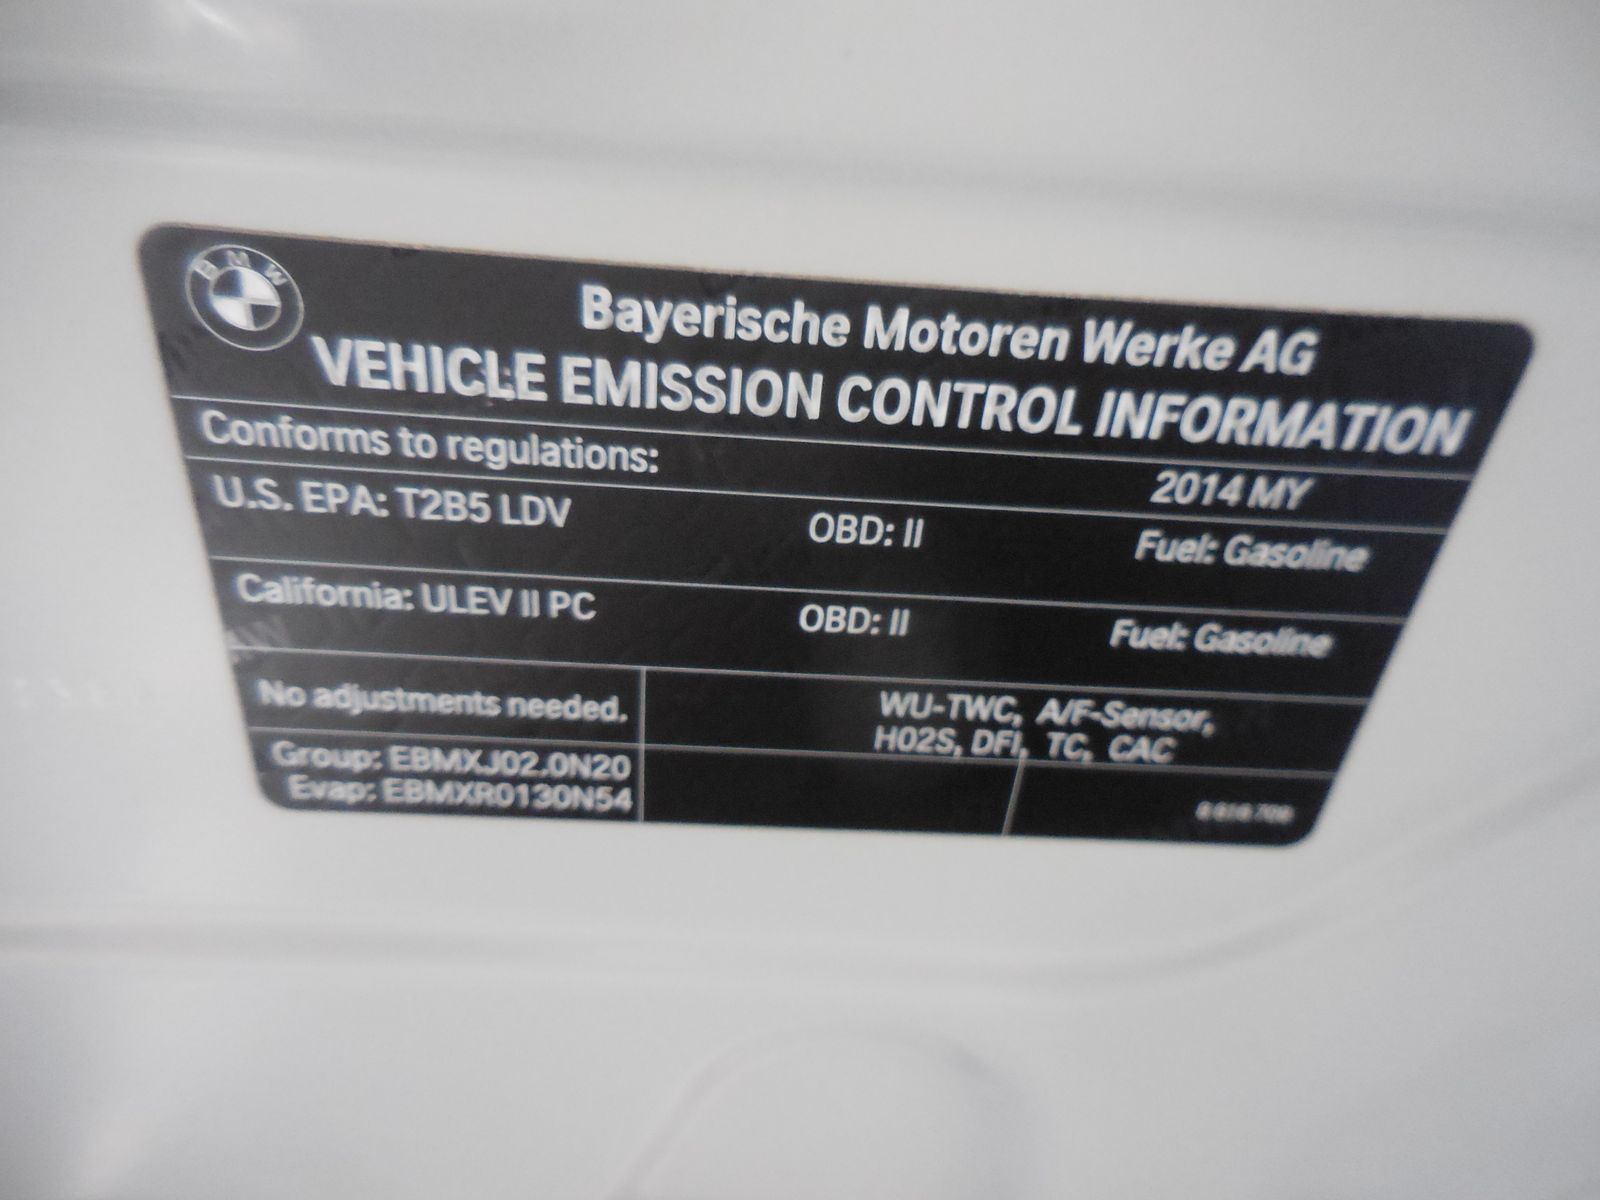 BMW
Bayerische Motoren Werke AG
VEHICLE EMISSION CONTROL INFORMATION
Conforms to regulations:
2014 MY
U.S. EPA: T2B5 LDV OBD: II Fuel: Gasoline
California: ULEV II PC OBD: II Fuel: Gasoline
No adjustments needed.
WU-TWC, A/F-Sensor,
H02S, DFI, TC, CAC
Group: EBMXJ02.0N20
Evap: EBMXR0130N54